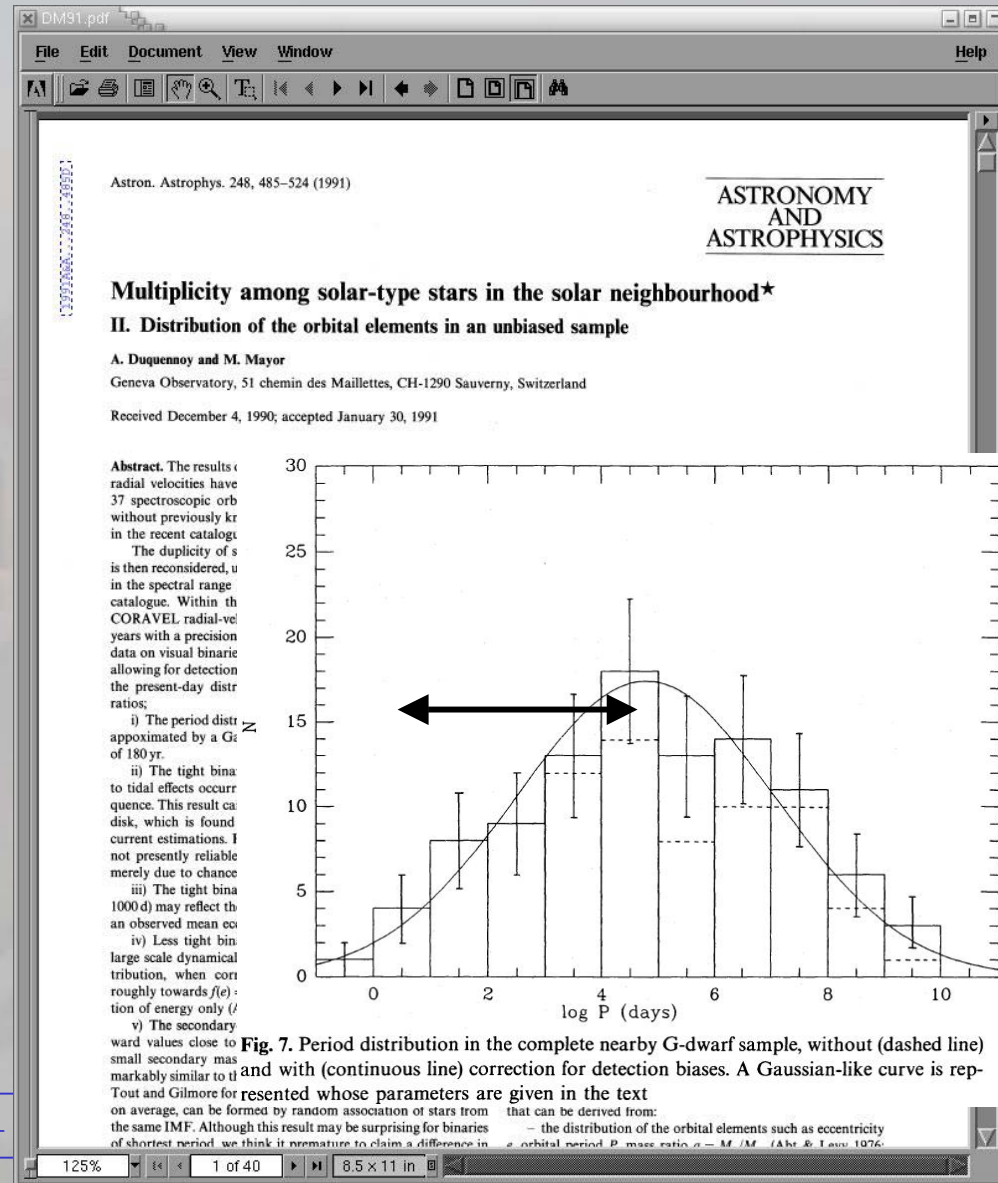 DM91.pdf
File Edit Document View Window Help
1991A&A...248..485D
Astron. Astrophys. 248, 485–524 (1991)
ASTRONOMY
AND
ASTROPHYSICS
Multiplicity among solar-type stars in the solar neighbourhood★
II. Distribution of the orbital elements in an unbiased sample
A. Duquennoy and M. Mayor
Geneva Observatory, 51 chemin des Maillettes, CH-1290 Sauverny, Switzerland
Received December 4, 1990; accepted January 30, 1991
Abstract. The results
radial velocities have
37 spectroscopic orb
without previously kr
in the recent catalogu
The duplicity of s
is then reconsidered, u
in the spectral range
catalogue. Within th
CORAVEL radial-vel
years with a precision
data on visual binarie
allowing for detection
the present-day distr
ratios;
i) The period distr
appoximated by a Ga
of 180 yr.
ii) The tight bina
to tidal effects occurr
quence. This result ca
disk, which is found
current estimations.
not presently reliable
merely due to chance
iii) The tight bina
1000 d) may reflect th
an observed mean ecc
iv) Less tight bin
large scale dynamical
tribution, when corr
roughly towards f(e) =
tion of energy only (
v) The secondary
ward values close to
small secondary mas
markably similar to th
Tout and Gilmore for
on average, can be formed by random association of stars from
the same IMF. Although this result may be surprising for binaries
of shortest period, we think it premature to claim a difference in
30
25
20
15
10
5
0
N
0 2 4 6 8 10
log P (days)
Fig. 7. Period distribution in the complete nearby G-dwarf sample, without (dashed line)
and with (continuous line) correction for detection biases. A Gaussian-like curve is rep-
resented whose parameters are given in the text
that can be derived from:
– the distribution of the orbital elements such as eccentricity
e, orbital period P, mass ratio (Abt & Levy 1976;
125% 1 of 40 8.5 x 11 in